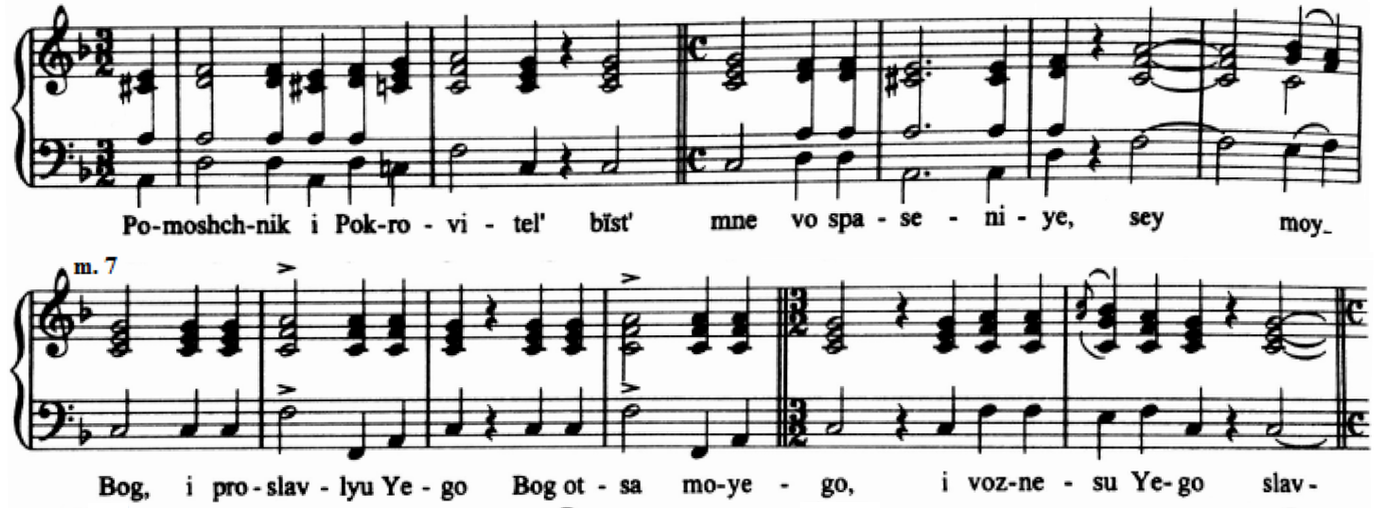 Po-moshch-nik i Pok-ro - vi - tel' bïst' mne vo spa - se - ni - ye, sey moy_
m. 7
Bog, i pro - slav - lyu Ye - go Bog ot - sa mo-ye - go, i voz-ne - su Ye- go slav -